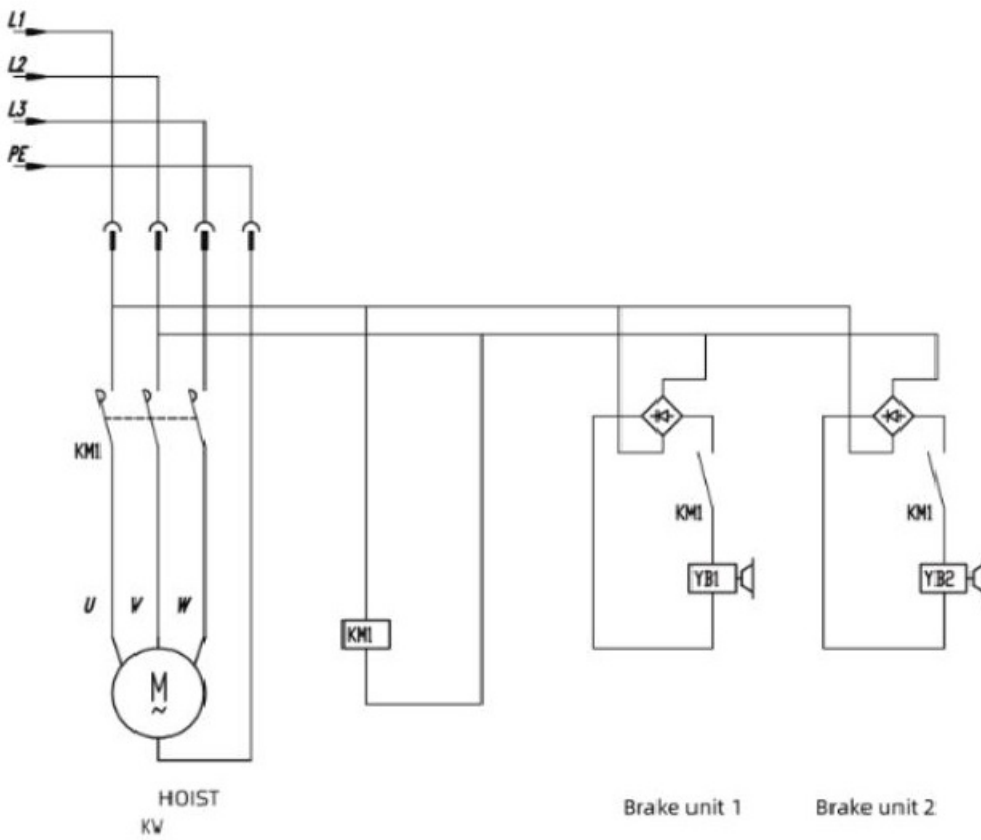 L1
L2
L3
PE
KM1
U V W
M
~
HOIST
KW
KM1
KM1
YB1
Brake unit 1
KM1
YB2
Brake unit 2